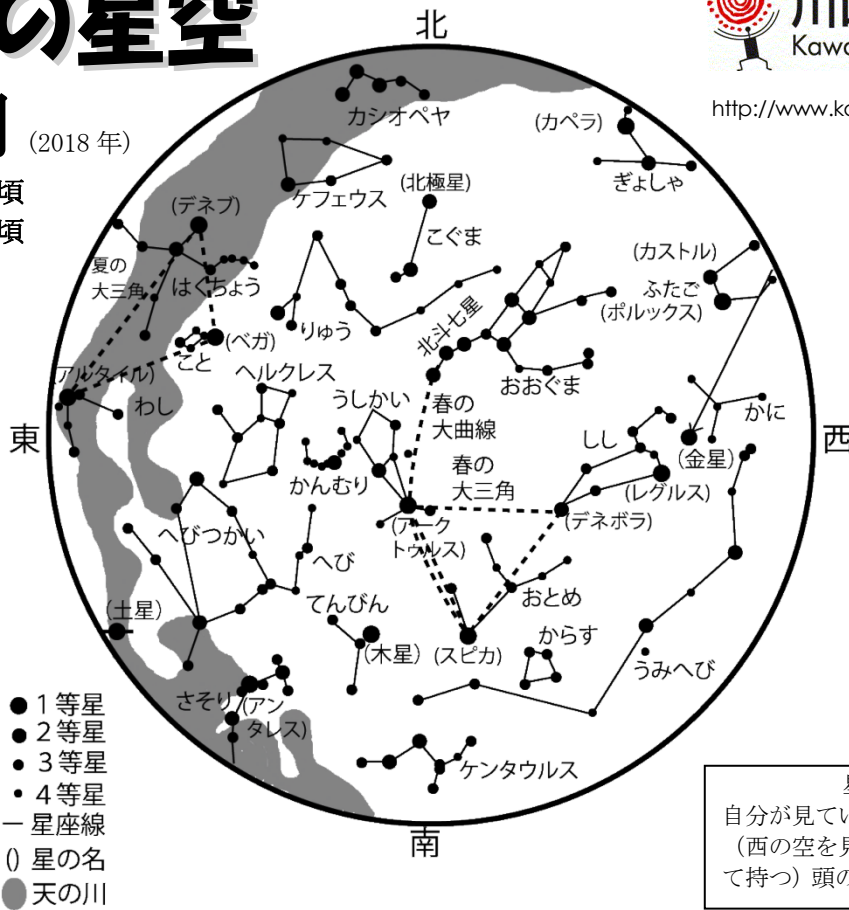 の星空
(2018 年)
頃
頃
川
Kawa
http://www.ka
北
カシオペヤ
(カペラ)
ぎょしゃ
ケフェウス
(北極星)
こぐま
(デネブ)
はくちょう
夏の
大三角
(カストル)
ふたご
(ポルックス)
りゅう
北斗七星
おおぐま
(ベガ)
こと
(アルタイル)
わし
ヘルクレス
うしかい
春の
大曲線
かに
東
西
しし
(金星)
(レグルス)
かんむり
春の
大三角
(デネボラ)
(アーク
トゥルス)
へびつかい
へび
おとめ
てんびん
(土星)
(木星)
(スピカ)
からす
うみへび
さそり
(アン
タレス)
ケンタウルス
南
1等星
2等星
3等星
4等星
星座線
() 星の名
天の川
自分が見てい
(西の空を見
て持つ) 頭の